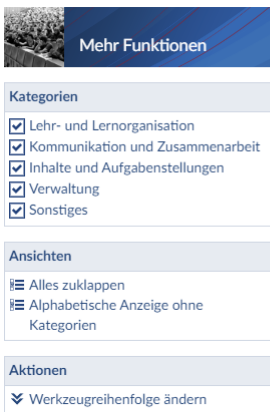 Mehr Funktionen
Kategorien
Lehr- und Lernorganisation
Kommunikation und Zusammenarbeit
Inhalte und Aufgabenstellungen
Verwaltung
Sonstiges
Ansichten
Alles zuklappen
Alphabetische Anzeige ohne
Kategorien
Aktionen
Werkzeugreihenfolge ändern